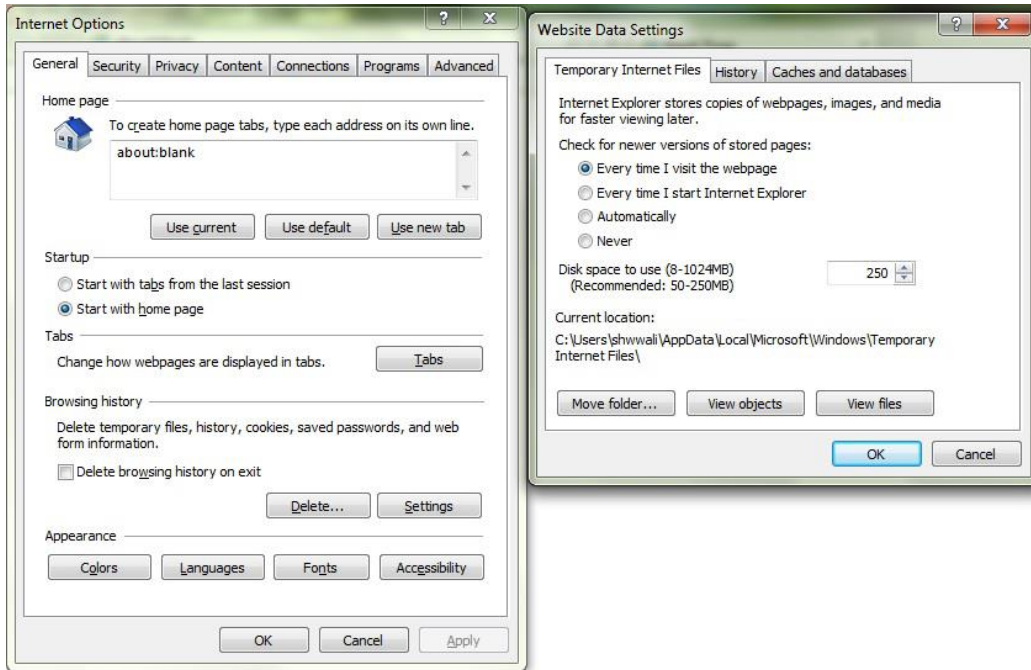 Internet Options
General Security Privacy Content Connections Programs Advanced
Home page
To create home page tabs, type each address on its own line.
about:blank
Use current Use default Use new tab
Startup
Start with tabs from the last session
Start with home page
Tabs
Change how webpages are displayed in tabs. Tabs
Browsing history
Delete temporary files, history, cookies, saved passwords, and web
form information.
Delete browsing history on exit
Delete... Settings
Appearance
Colors Languages Fonts Accessibility
OK Cancel Apply
Website Data Settings
Temporary Internet Files History Caches and databases
Internet Explorer stores copies of webpages, images, and media
for faster viewing later.
Check for newer versions of stored pages:
Every time I visit the webpage
Every time I start Internet Explorer
Automatically
Never
Disk space to use (8-1024MB) 250
(Recommended: 50-250MB)
Current location:
C:\Users\shwwali\AppData\Local\Microsoft\Windows\Temporary
Internet Files\
Move folder... View objects View files
OK Cancel